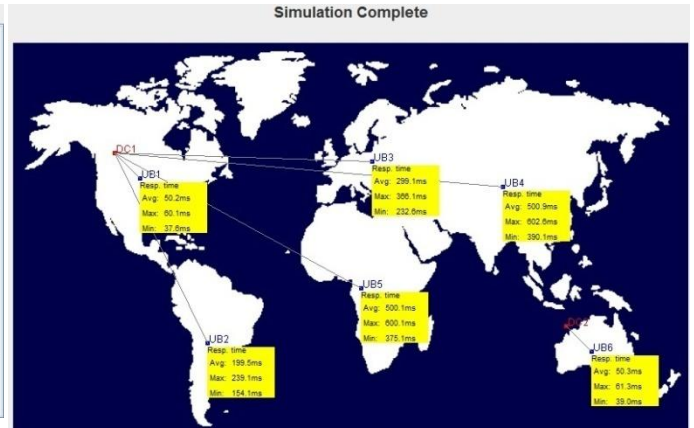 Simulation Complete
DC1
UB1
Resp. time
Avg: 50.2ms
Max: 60.1ms
Min: 37.6ms
UB3
Resp. time
Avg: 299.1ms
Max: 366.1ms
Min: 232.6ms
UB4
Resp. time
Avg: 500.9ms
Max: 602.6ms
Min: 390.1ms
UB5
Resp. time
Avg: 500.1ms
Max: 600.1ms
Min: 375.1ms
UB2
Resp. time
Avg: 199.5ms
Max: 239.1ms
Min: 154.1ms
DC2
UB6
Resp. time
Avg: 50.3ms
Max: 61.3ms
Min: 39.0ms